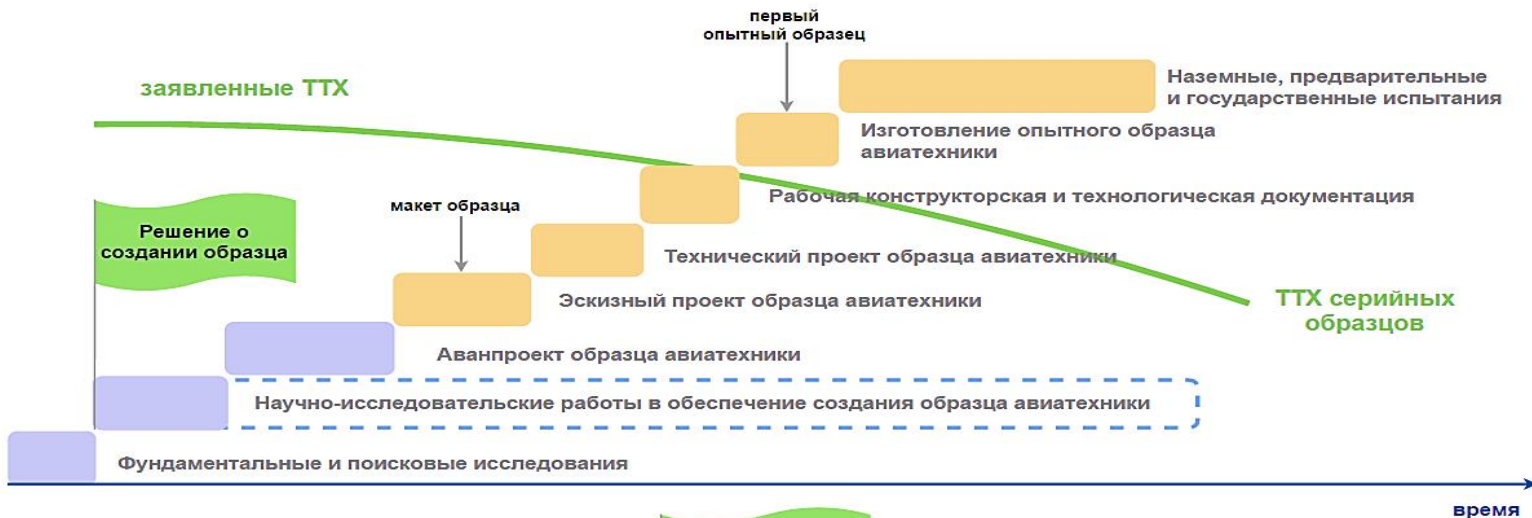 первый
опытный образец
заявленные ТТХ
Наземные, предварительные
и государственные испытания
Изготовление опытного образца
авиатехники
Рабочая конструкторская и технологическая документация
макет образца
Решение о
создании образца
Технический проект образца авиатехники
Эскизный проект образца авиатехники
ТТХ серийных
образцов
Аванпроект образца авиатехники
Научно-исследовательские работы в обеспечение создания образца авиатехники
Фундаментальные и поисковые исследования
время